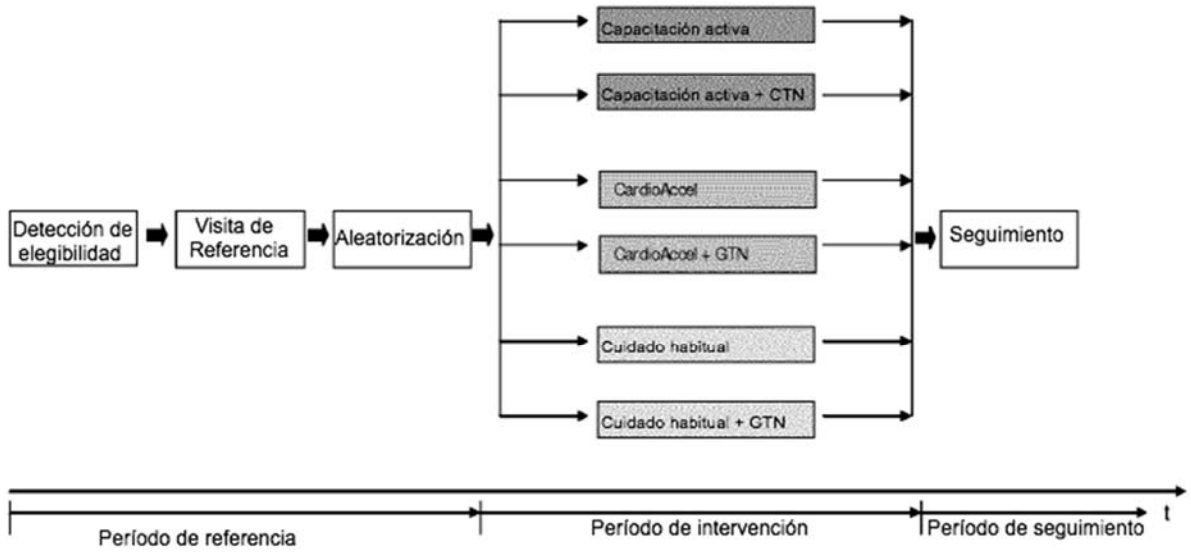 Capacitación activa
Capacitación activa + CTN
CardioAccel
CardioAccel + GTN
Cuidado habitual
Cuidado habitual + GTN
Detección de
elegibilidad
Visita de
Referencia
Aleatorización
Seguimiento
Período de referencia
Período de intervención
Período de seguimiento
t